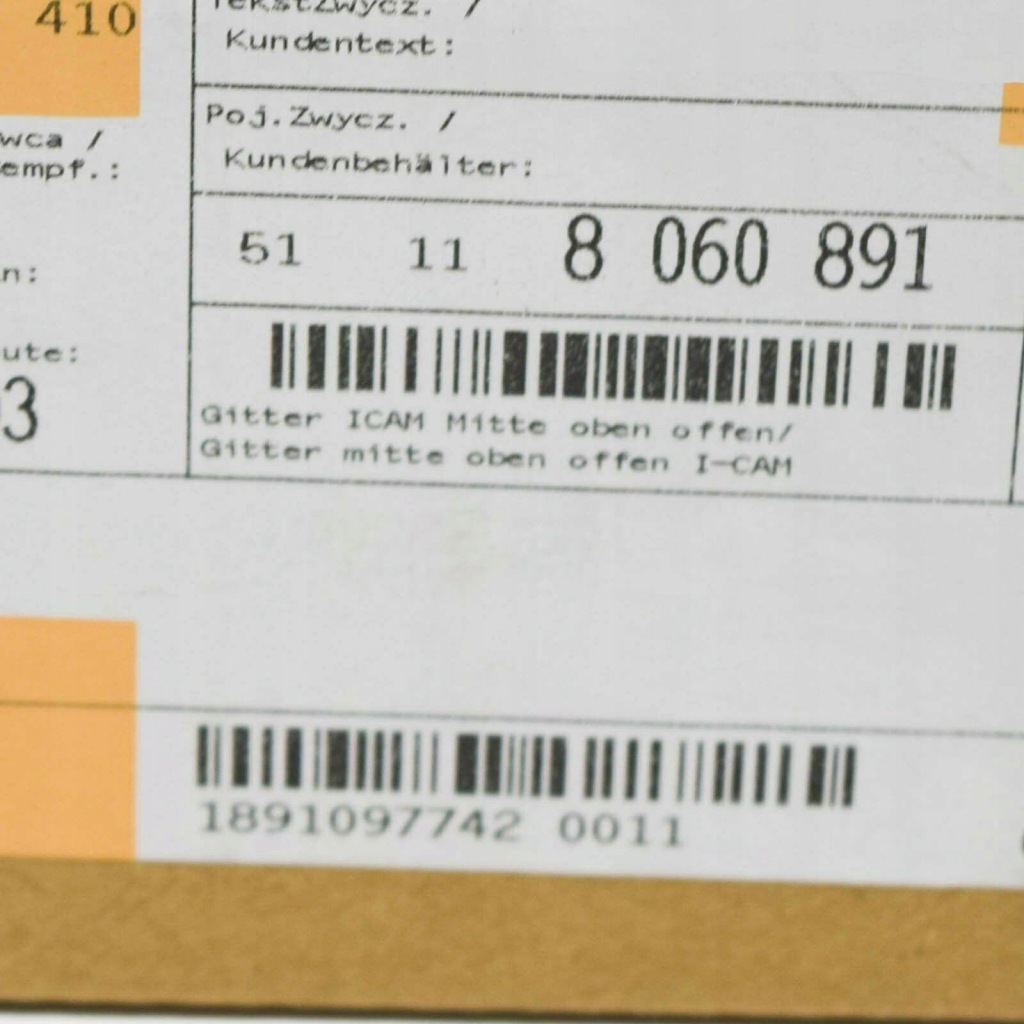 410
TekstZwycz. /
Kundentext:
Poj.Zwycz. /
Kundenbehälter:
wca /
empf.:
51 11 8 060 891
n:
ute:
3
Gitter ICAM Mitte oben offen/
Gitter mitte oben offen I-CAM
1891097742 0011